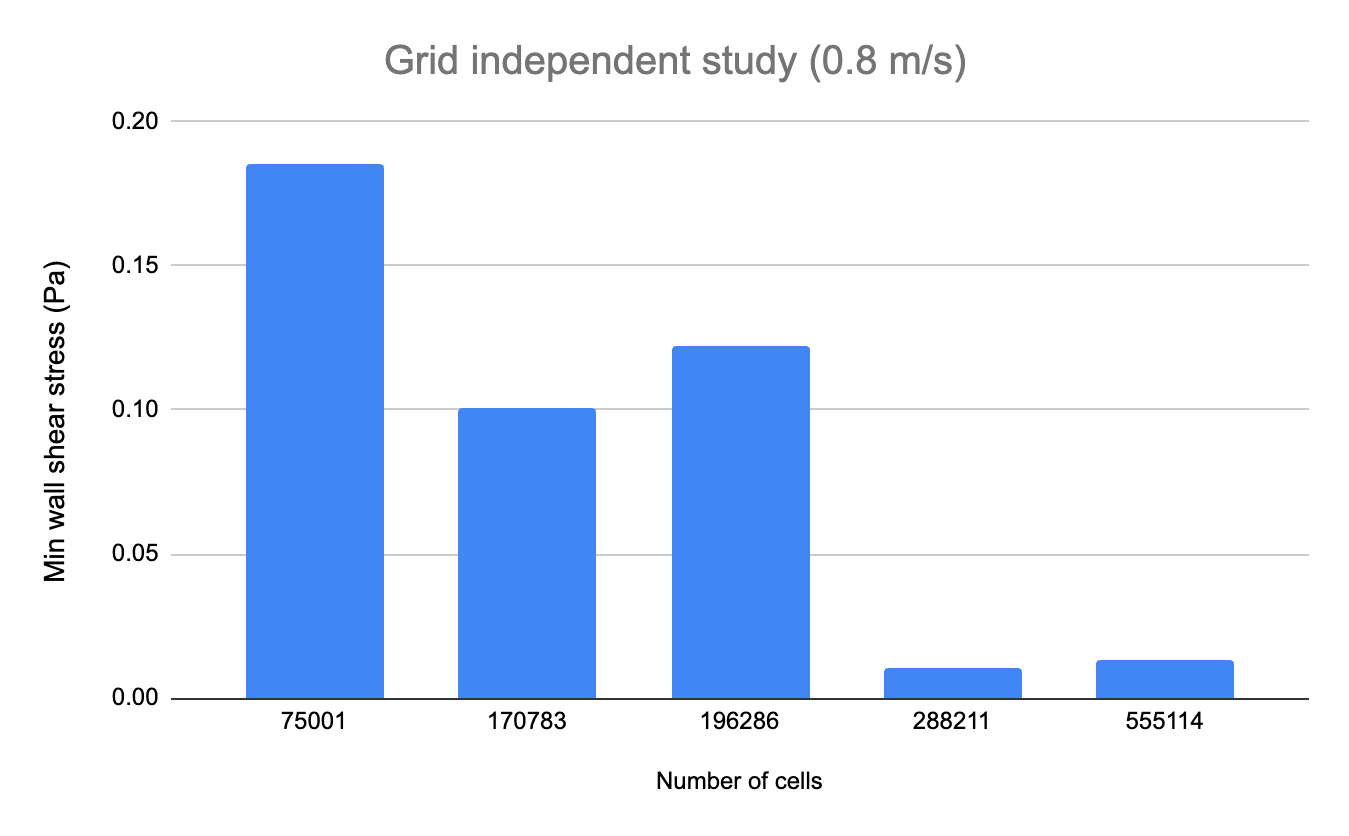 Grid independent study (0.8 m/s)
0.20
0.15
0.10
0.05
0.00
Min wall shear stress (Pa)
75001 170783 196286 288211 555114
Number of cells